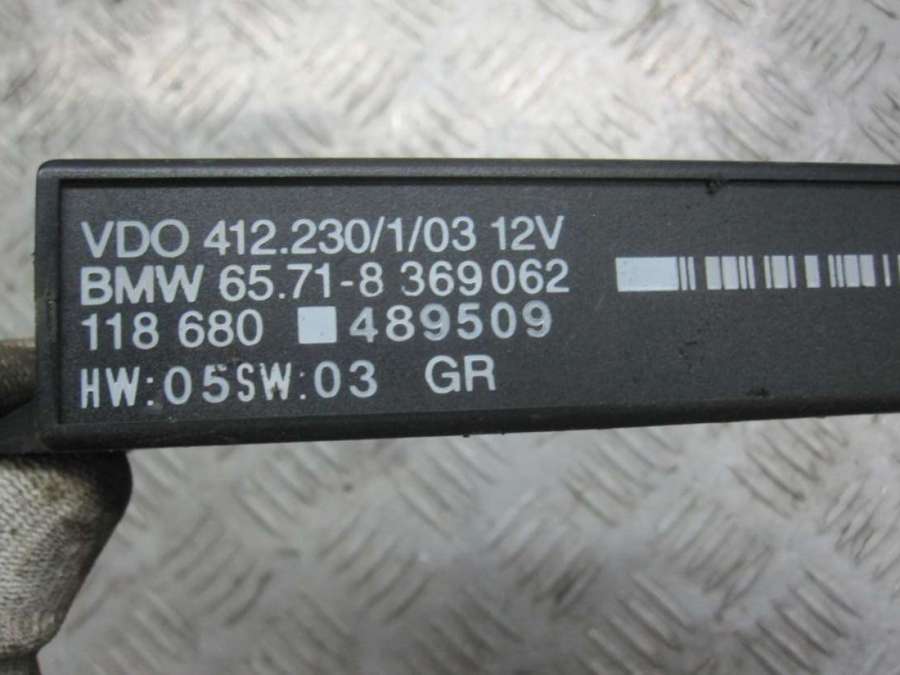 VDO 412.230/1/03 12V
BMW 65.71-8 369062
118 680 489509
HW:05SW:03 GR